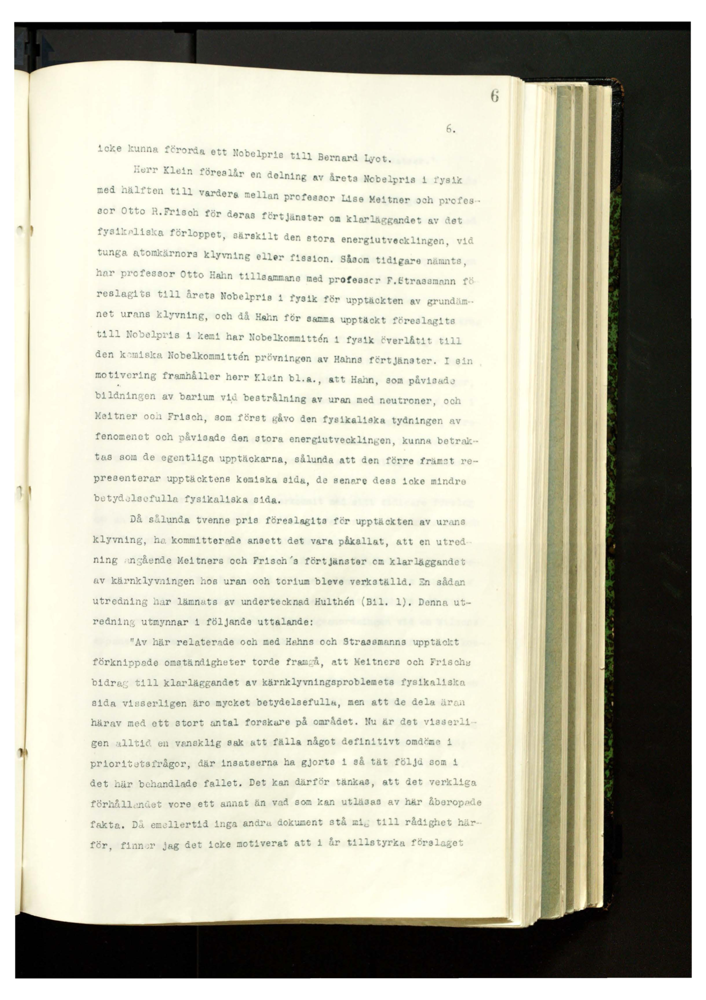 6
6.
icke kunna förorda ett Nobelpris till Bernard Lyot.
Herr Klein föreslår en delning av årets Nobelpris i fysik
med hälften till vardera mellan professor Lise Meitner och profes-
sor Otto R.Frisch för deras förtjänster om klarläggandet av det
fysikaliska förloppet, särskilt den stora energiutvecklingen, vid
tunga atomkärnors klyvning eller fission. Såsom tidigare nämnts,
har professor Otto Hahn tillsammans med professor F.Strassmann fö-
reslagits till årets Nobelpris i fysik för upptäckten av grundäm-
net urans klyvning, och då Hahn för samma upptäckt föreslagits
till Nobelpris i kemi har Nobelkommittén i fysik överlåtit till
den kemiska Nobelkommittén prövningen av Hahns förtjänster. I sin
motivering framhåller herr Klein bl.a., att Hahn, som påvisade
bildningen av barium vid bestrålning av uran med neutroner, och
Meitner och Frisch, som först gåvo den fysikaliska tydningen av
fenomenet och påvisade den stora energiutvecklingen, kunna betrak-
tas som de egentliga upptäckarna, sålunda att den förre främst re-
presenterar upptäcktens kemiska sida, de senare dess icke mindre
betydelsefulla fysikaliska sida.
Då sålunda tvenne pris föreslagits för upptäckten av urans
klyvning, ha kommitterade ansett det vara påkallat, att en utred-
ning angående Meitners och Frisch´s förtjänster om klarläggandet
av kärnklyvningen hos uran och torium bleve verkställd. En sådan
utredning har lämnats av undertecknad Hulthén (Bil. 1). Denna ut-
redning utmynnar i följande uttalande:
"Av här relaterade och med Hahns och Strassmanns upptäckt
förknippade omständigheter torde framgå, att Meitners och Frischs
bidrag till klarläggandet av kärnklyvningsproblemets fysikaliska
sida visserligen äro mycket betydelsefulla, men att de dela äran
härav med ett stort antal forskare på området. Nu är det visserli-
gen alltid en vansklig sak att fälla något definitivt omdöme i
prioritetsfrågor, där insatserna ha gjorts i så tät följd som i
det här behandlade fallet. Det kan därför tänkas, att det verkliga
förhållandet vore ett annat än vad som kan utläsas av här åberopade
fakta. Då emellertid inga andra dokument stå mig till rådighet här-
för, finner jag det icke motiverat att i år tillstyrka förslaget